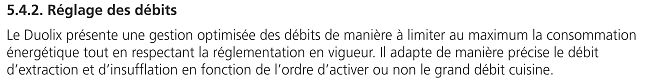 5.4.2. Réglage des débits
Le Duolix présente une gestion optimisée des débits de manière à limiter au maximum la consommation
énergétique tout en respectant la réglementation en vigueur. Il adapte de manière précise le débit
d’extraction et d’insufflation en fonction de l’ordre d’activer ou non le grand débit cuisine.